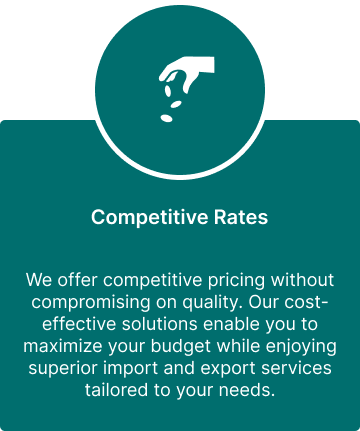 Competitive Rates
We offer competitive pricing without
compromising on quality. Our cost-
effective solutions enable you to
maximize your budget while enjoying
superior import and export services
tailored to your needs.